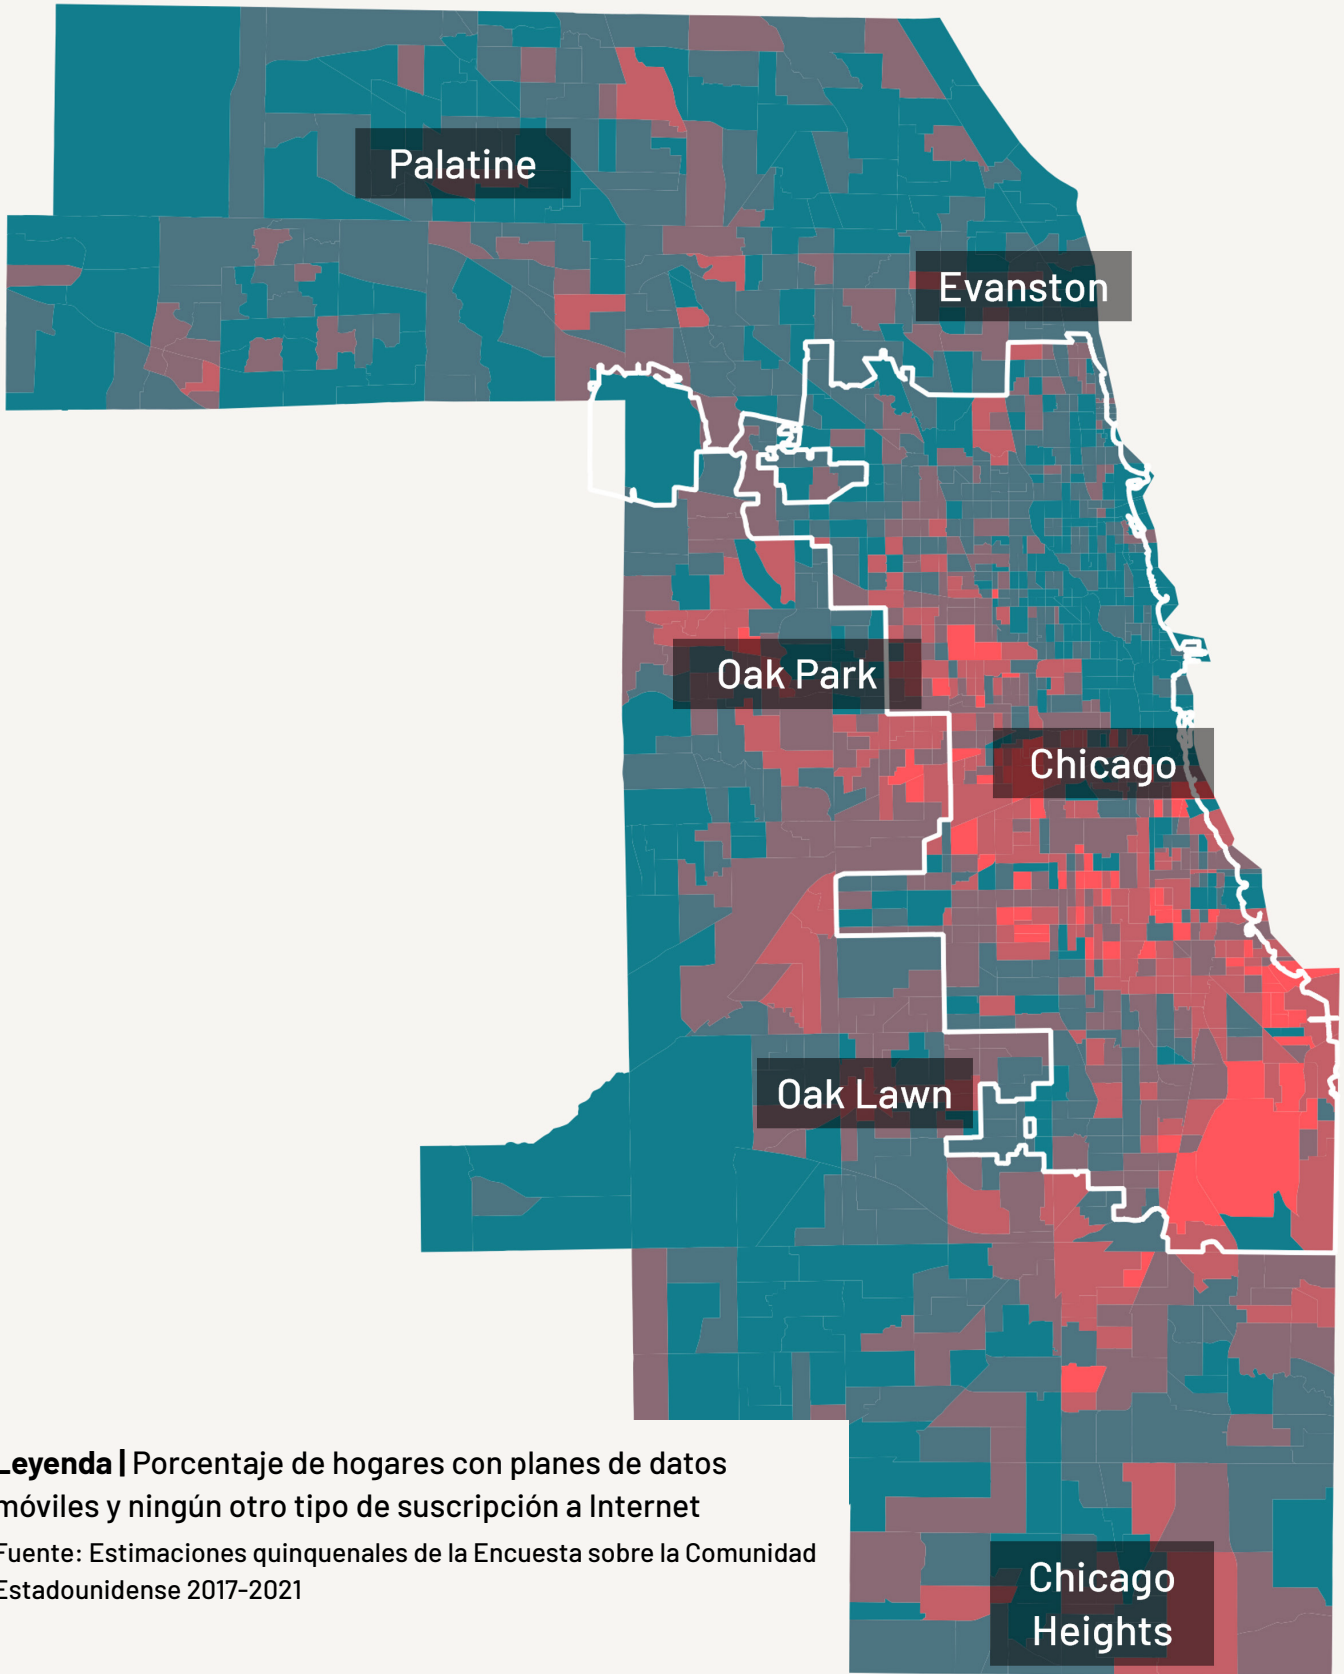 Palatine
Evanston
Oak Park
Chicago
Oak Lawn
Leyenda | Porcentaje de hogares con planes de datos
móviles y ningún otro tipo de suscripción a Internet
Fuente: Estimaciones quinquenales de la Encuesta sobre la Comunidad
Estadounidense 2017-2021
Chicago
Heights